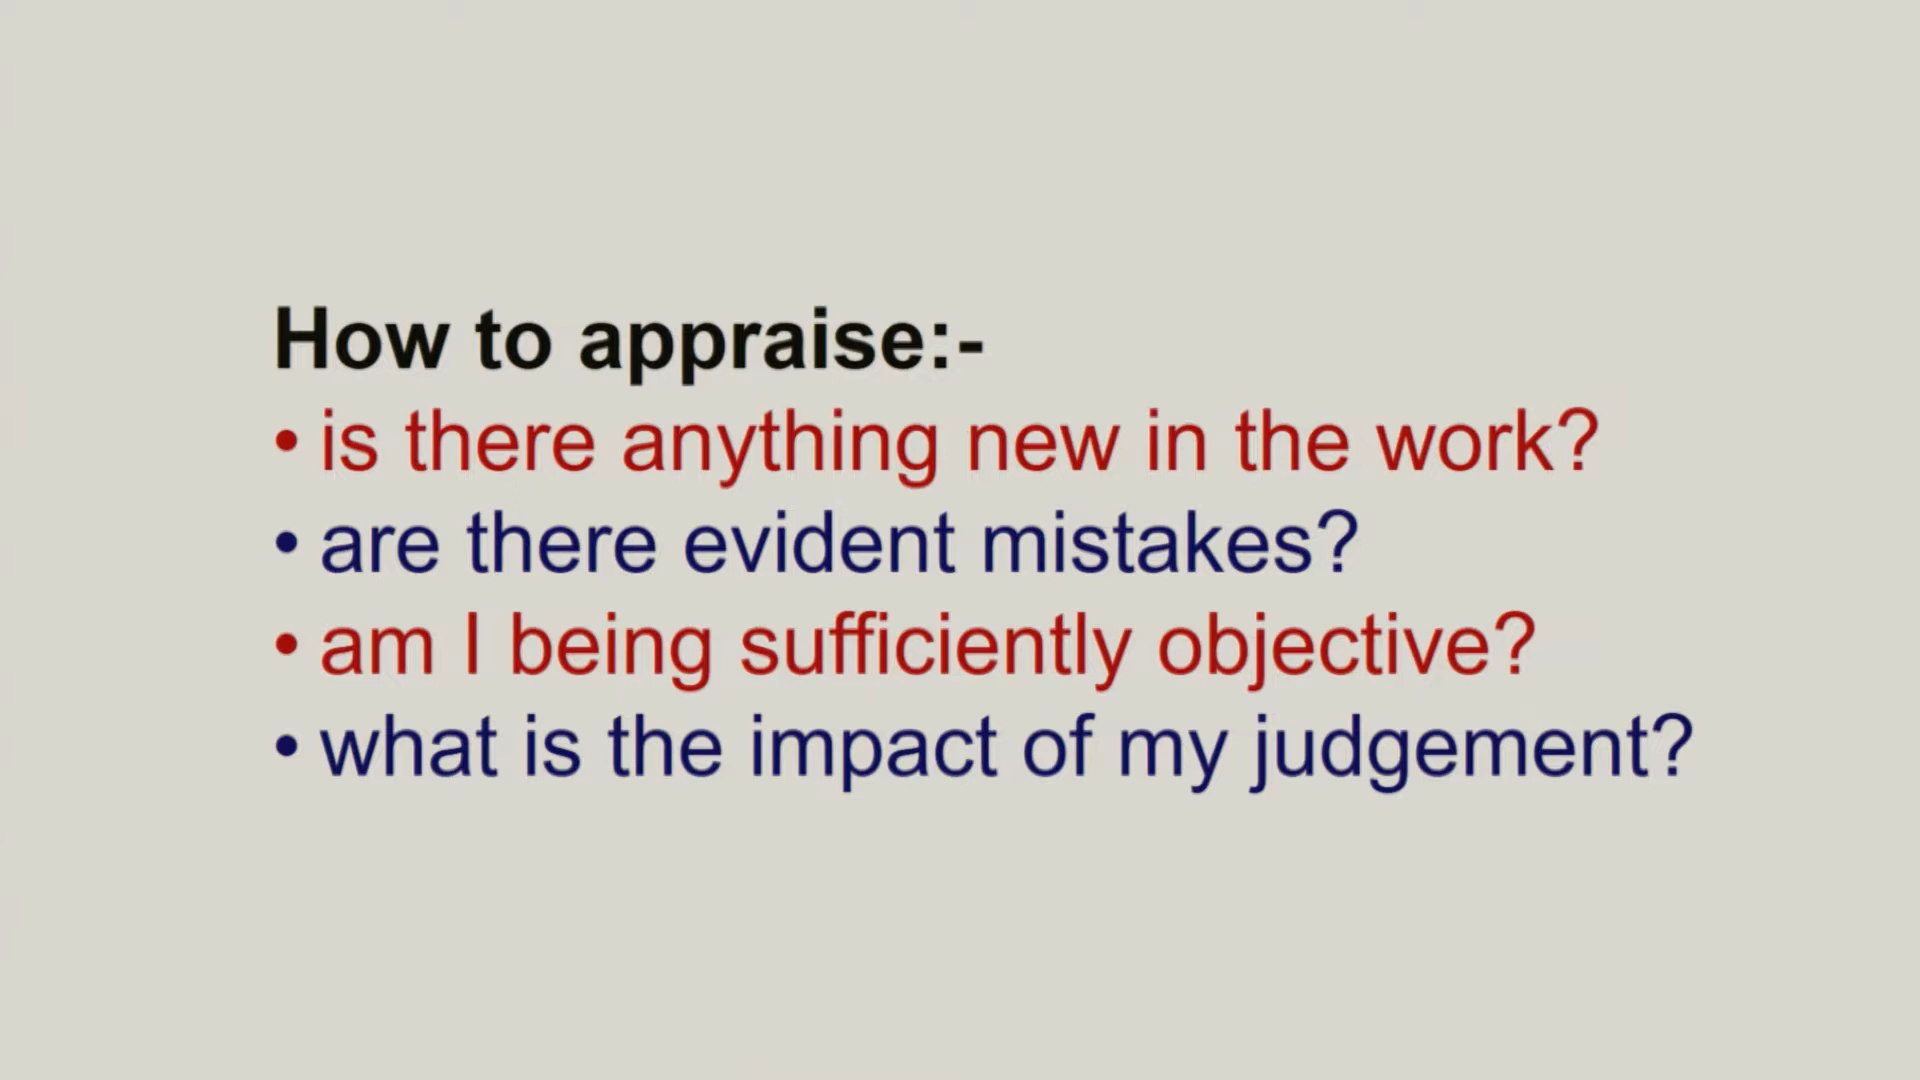 How to appraise:-
• is there anything new in the work?
• are there evident mistakes?
• am I being sufficiently objective?
• what is the impact of my judgement?